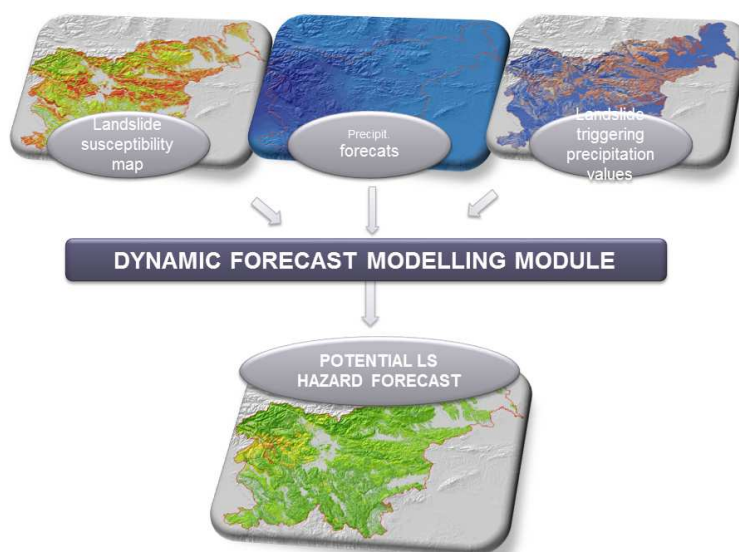 Landslide
susceptibility
map
Precipit.
forecats
Landslide
triggering
precipitation
values
DYNAMIC FORECAST MODELLING MODULE
POTENTIAL LS
HAZARD FORECAST